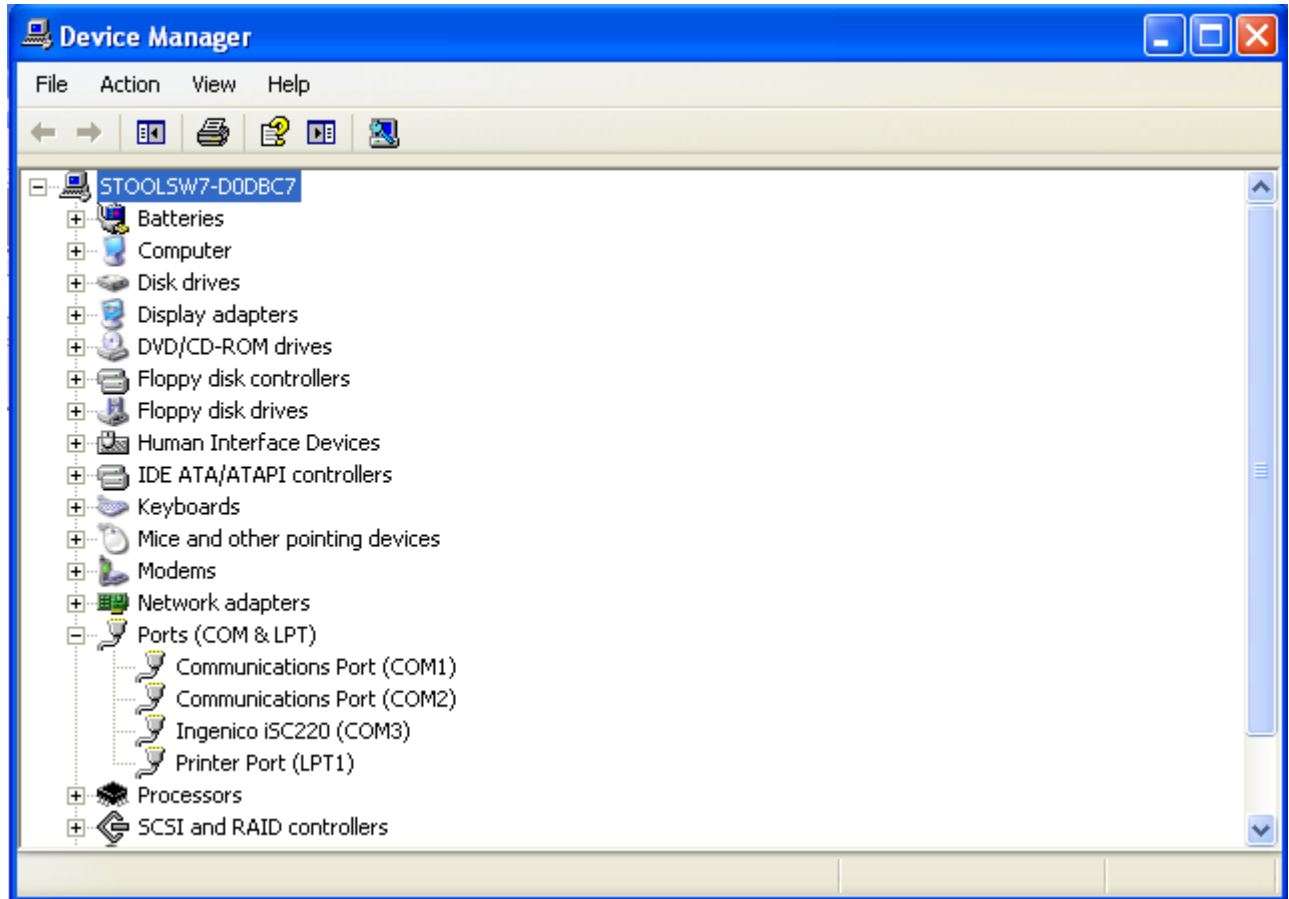 Device Manager
File Action View Help
STOOLSW7-D0DBC7
Batteries
Computer
Disk drives
Display adapters
DVD/CD-ROM drives
Floppy disk controllers
Floppy disk drives
Human Interface Devices
IDE ATA/ATAPI controllers
Keyboards
Mice and other pointing devices
Modems
Network adapters
Ports (COM & LPT)
Communications Port (COM1)
Communications Port (COM2)
Ingenico iSC220 (COM3)
Printer Port (LPT1)
Processors
SCSI and RAID controllers